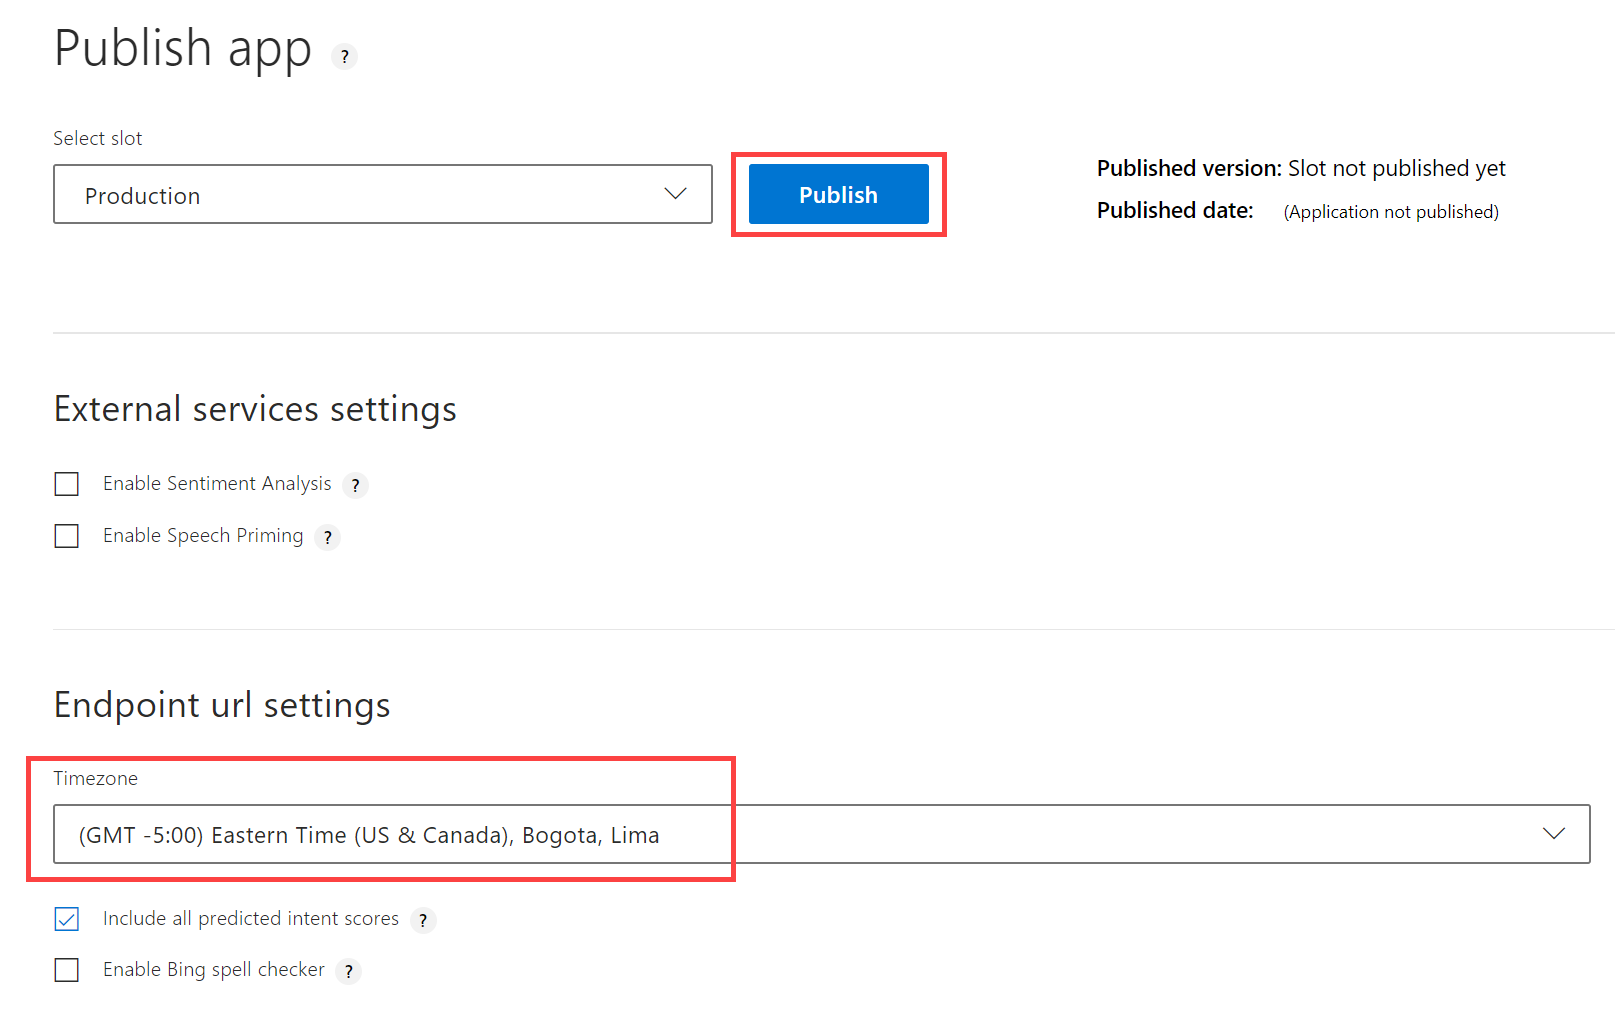 Publish app ?
Select slot
Production
Publish
Published version: Slot not published yet
Published date: (Application not published)
External services settings
Enable Sentiment Analysis ?
Enable Speech Priming ?
Endpoint url settings
Timezone
(GMT -5:00) Eastern Time (US & Canada), Bogota, Lima
Include all predicted intent scores ?
Enable Bing spell checker ?